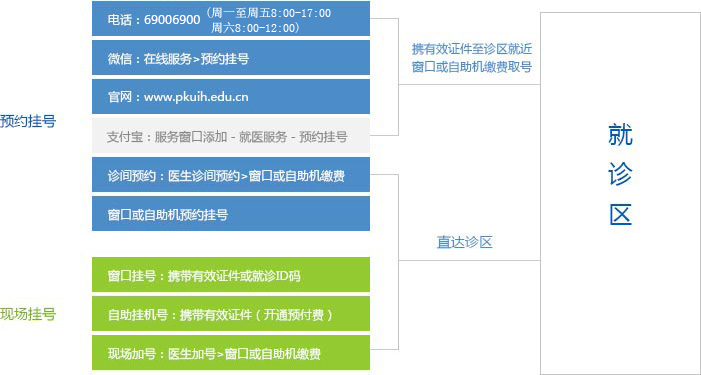 电话：69006900 (周一至周五8:00-17:00
周六8:00-12:00)
微信：在线服务>预约挂号
官网：www.pkuih.edu.cn
预约挂号
支付宝：服务窗口添加 - 就医服务 - 预约挂号
诊间预约：医生诊间预约>窗口或自助机缴费
窗口或自助机预约挂号
携有效证件至诊区就近
窗口或自助机缴费取号
窗口挂号：携带有效证件或就诊ID码
现场挂号
自助挂机号：携带有效证件（开通预付费）
现场加号：医生加号>窗口或自助机缴费
直达诊区
就
诊
区